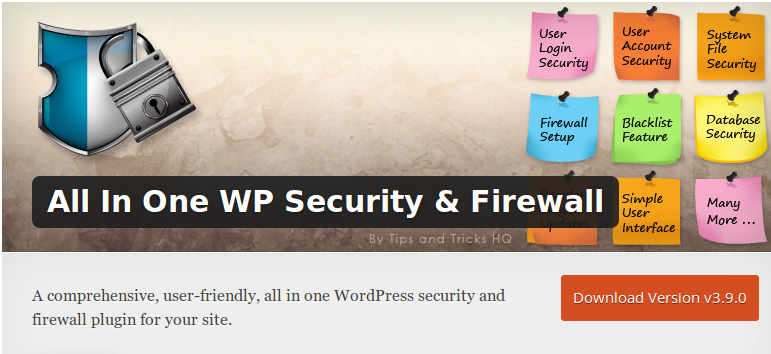 User
Login
Security
User
Account
Security
System
File
Security
Firewall
Setup
Blacklist
Feature
Database
Security
Updates
Simple
User
Interface
Many
More ...
All In One WP Security & Firewall
By Tips and Tricks HQ
A comprehensive, user-friendly, all in one WordPress security and
firewall plugin for your site.
Download Version v3.9.0